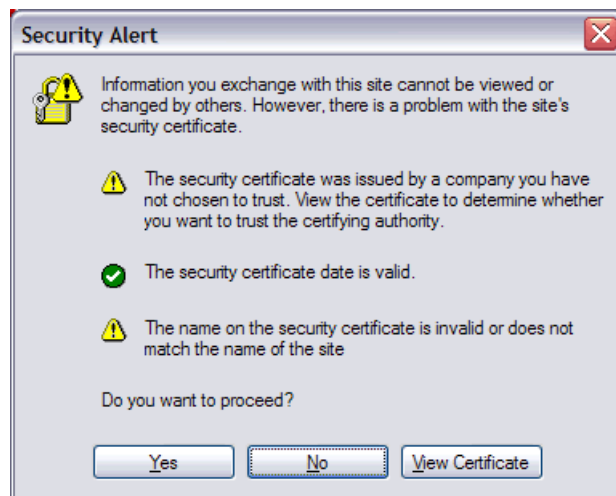 Security Alert
Information you exchange with this site cannot be viewed or
changed by others. However, there is a problem with the site's
security certificate.
The security certificate was issued by a company you have
not chosen to trust. View the certificate to determine whether
you want to trust the certifying authority.
The security certificate date is valid.
The name on the security certificate is invalid or does not
match the name of the site
Do you want to proceed?
Yes No View Certificate